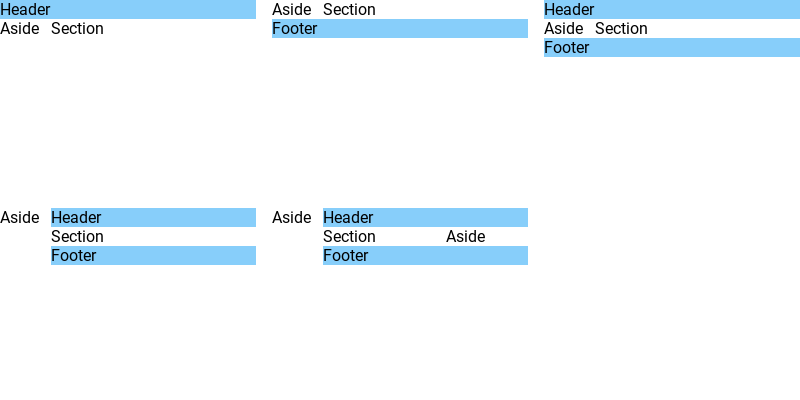 Header
Aside Section
Aside Section
Footer
Header
Aside Section
Footer
Aside Header
Section
Footer
Aside Header
Section Aside
Footer